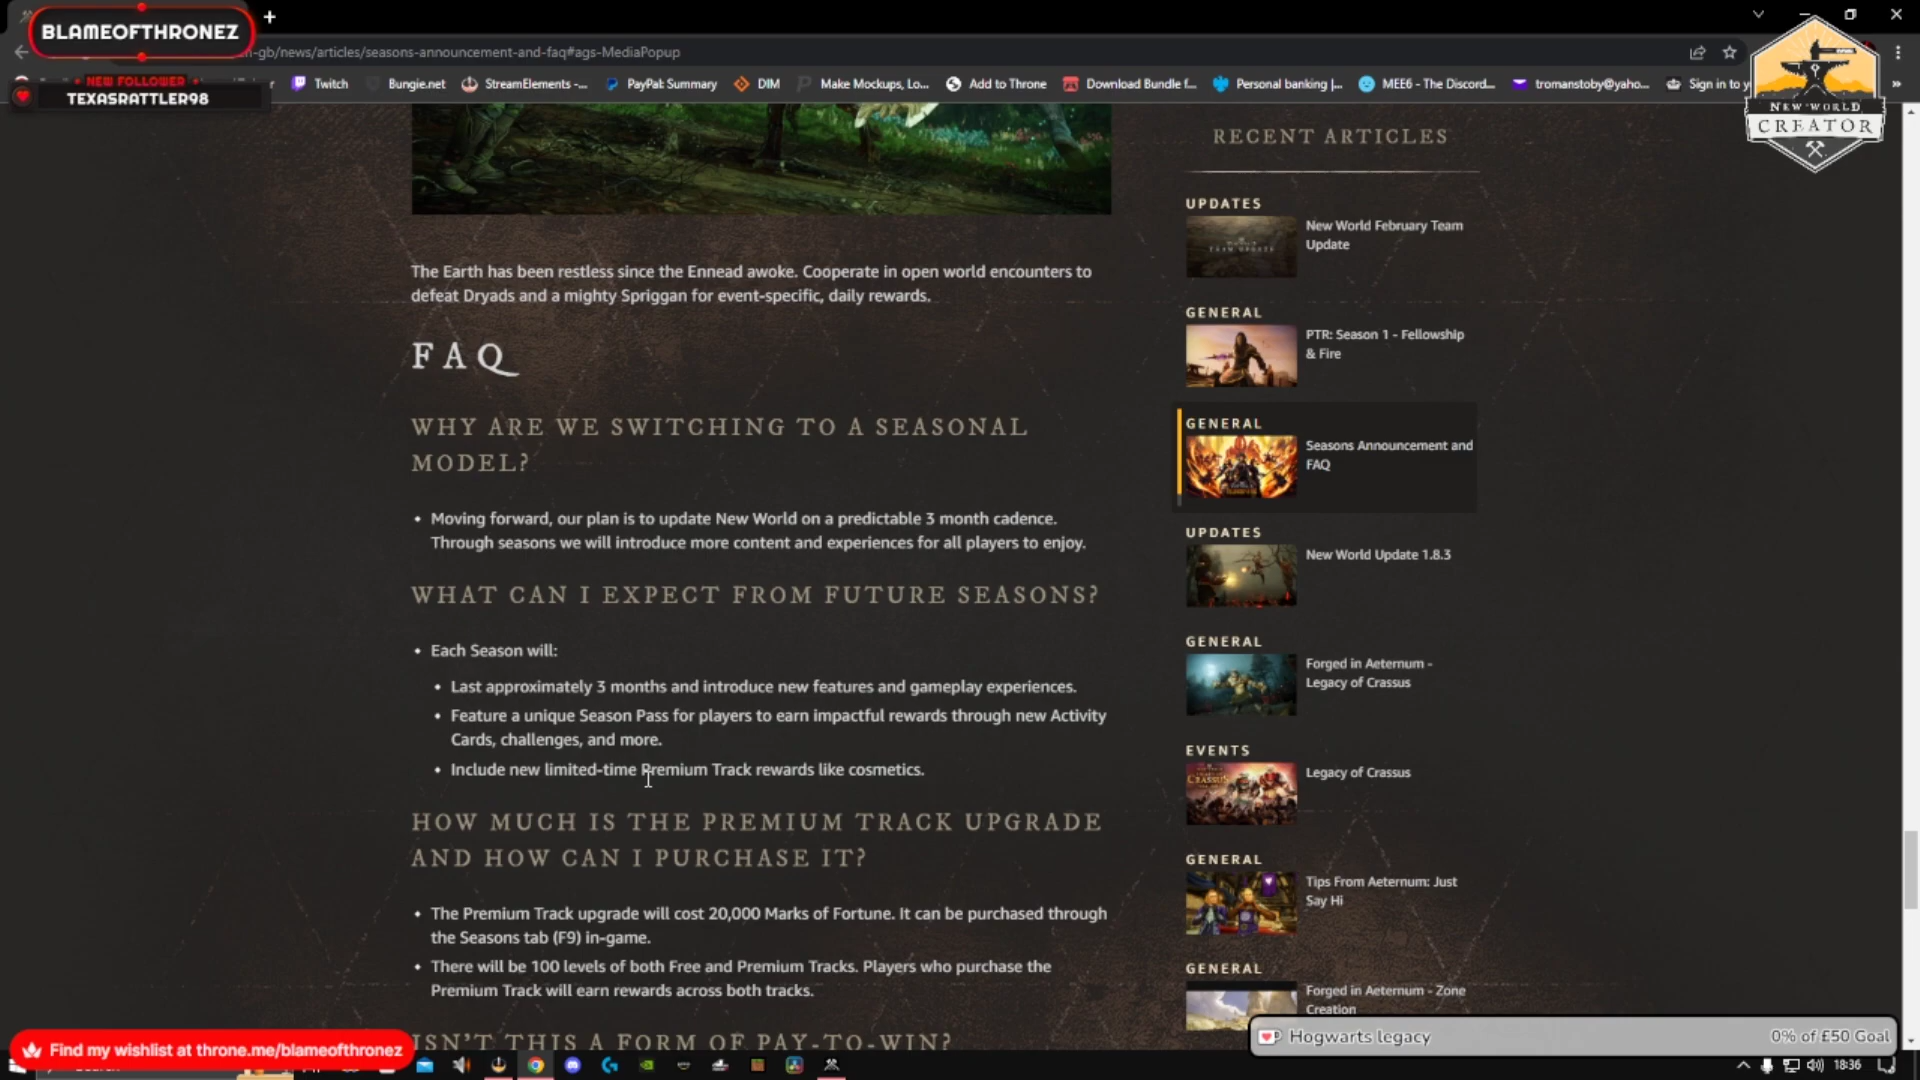 BLAMEOFTHRONEZ
NEW FOLLOWER
TEXASRATTLER98
-gb/news/articles/seasons-announcement-and-faq#ags-MediaPopup
Twitch
Bungie.net
StreamElements -...
PayPal: Summary
DIM
Make Mockups, Lo...
Add to Throne
Download Bundle f...
Personal banking |...
MEE6 - The Discord...
tromanstoby@yaho...
Sign in to y
NEW WORLD
CREATOR
The Earth has been restless since the Ennead awoke. Cooperate in open world encounters to
defeat Dryads and a mighty Spriggan for event-specific, daily rewards.
FAQ
WHY ARE WE SWITCHING TO A SEASONAL
MODEL?
• Moving forward, our plan is to update New World on a predictable 3 month cadence.
Through seasons we will introduce more content and experiences for all players to enjoy.
WHAT CAN I EXPECT FROM FUTURE SEASONS?
• Each Season will:
• Last approximately 3 months and introduce new features and gameplay experiences.
• Feature a unique Season Pass for players to earn impactful rewards through new Activity
Cards, challenges, and more.
• Include new limited-time Premium Track rewards like cosmetics.
HOW MUCH IS THE PREMIUM TRACK UPGRADE
AND HOW CAN I PURCHASE IT?
• The Premium Track upgrade will cost 20,000 Marks of Fortune. It can be purchased through
the Seasons tab (F9) in-game.
• There will be 100 levels of both Free and Premium Tracks. Players who purchase the
Premium Track will earn rewards across both tracks.
ISN'T THIS A FORM OF PAY-TO-WIN?
RECENT ARTICLES
UPDATES
New World February Team
Update
TEAM UPDATE
GENERAL
PTR: Season 1 - Fellowship
& Fire
GENERAL
Seasons Announcement and
FAQ
UPDATES
New World Update 1.8.3
GENERAL
Forged in Aeternum -
Legacy of Crassus
EVENTS
Legacy of Crassus
CRASSUS
GENERAL
Tips From Aeternum: Just
Say Hi
GENERAL
Forged in Aeternum - Zone
Creation
Find my wishlist at throne.me/blameofthronez
Hogwarts legacy
0% of £50 Goal
18:36